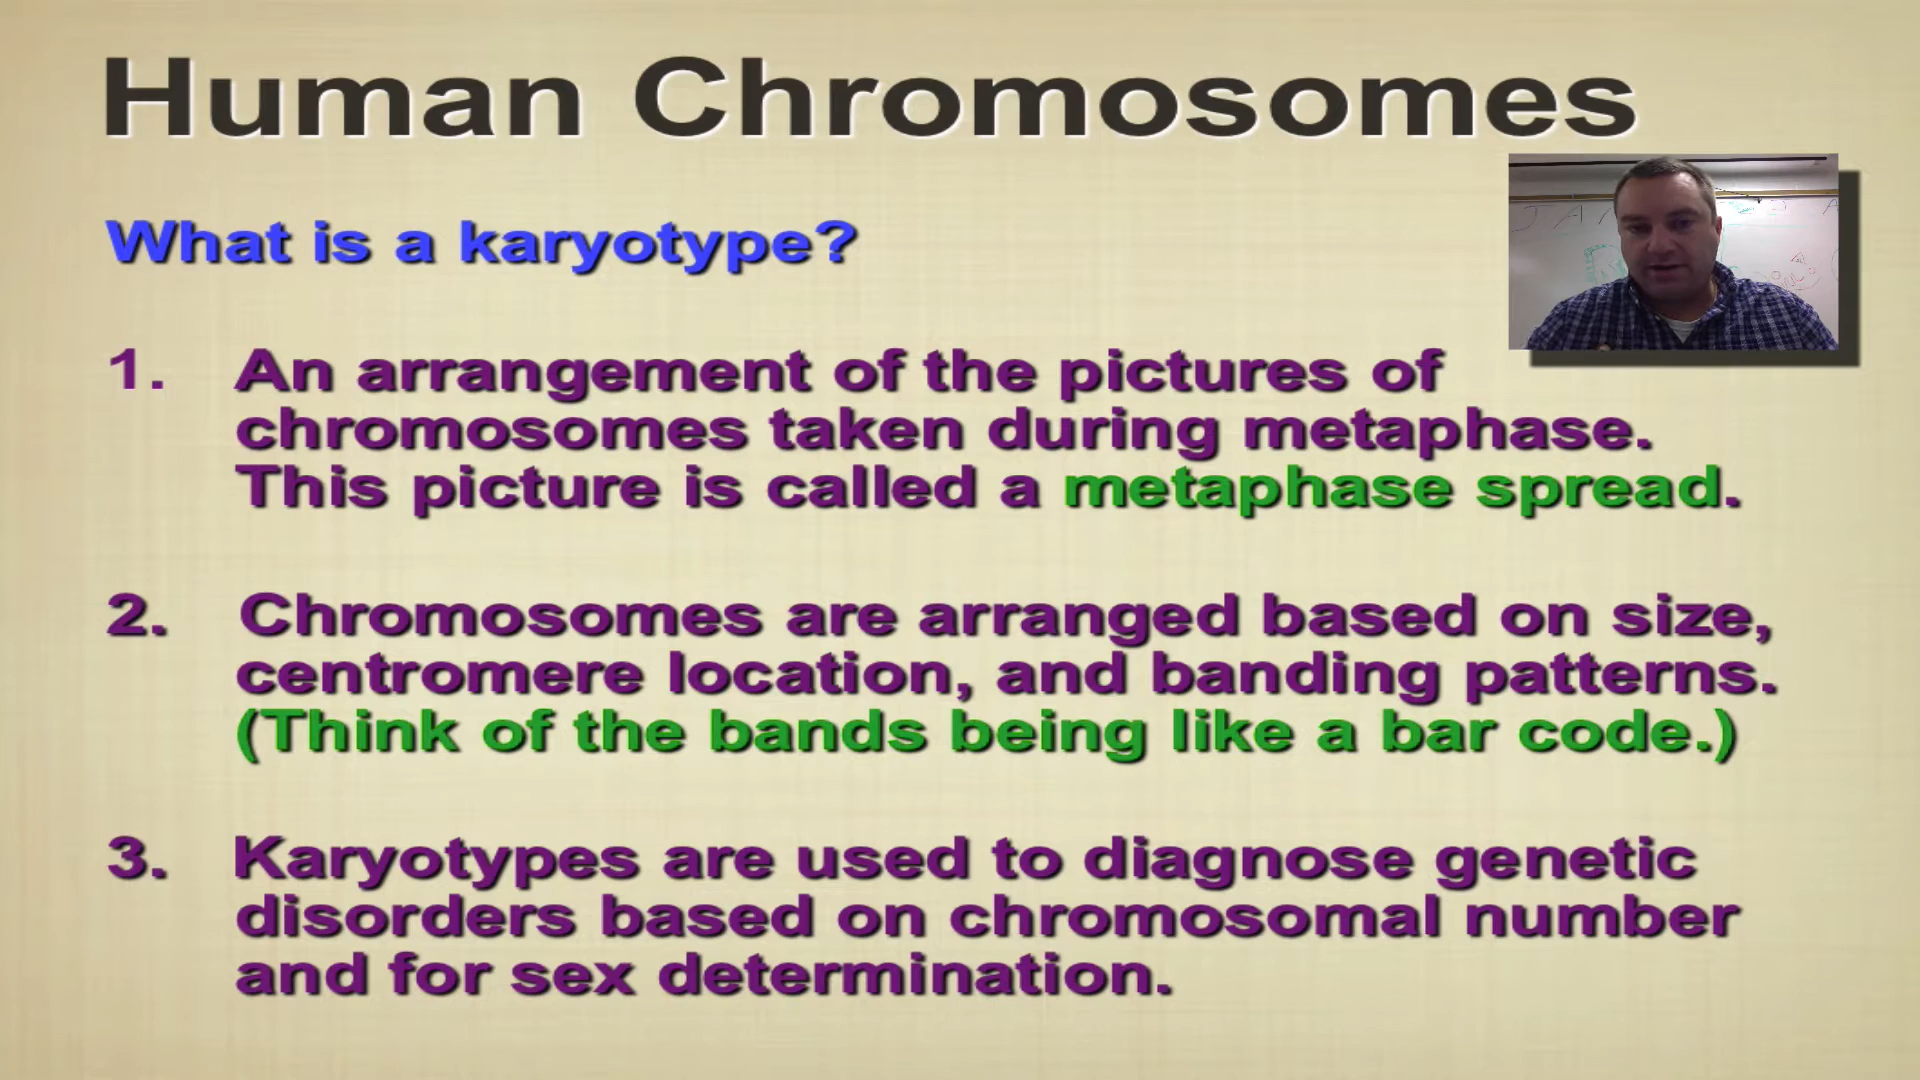 Human Chromosomes
What is a karyotype?
1. An arrangement of the pictures of
chromosomes taken during metaphase.
This picture is called a metaphase spread.
2. Chromosomes are arranged based on size,
centromere location, and banding patterns.
(Think of the bands being like a bar code.)
3. Karyotypes are used to diagnose genetic
disorders based on chromosomal number
and for sex determination.